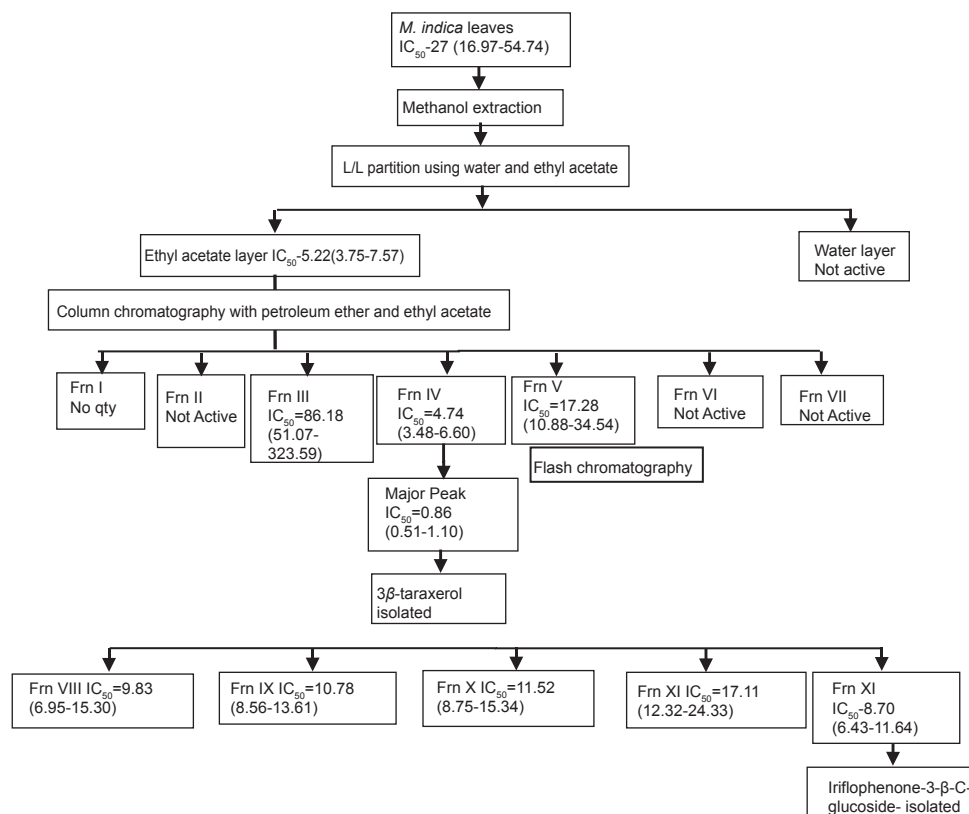 M. indica leaves
IC50-27 (16.97-54.74)
Methanol extraction
L/L partition using water and ethyl acetate
Ethyl acetate layer IC50-5.22(3.75-7.57)
Water layer
Not active
Column chromatography with petroleum ether and ethyl acetate
Frn I
No qty
Frn II
Not Active
Frn III
IC50=86.18
(51.07-
323.59)
Frn IV
IC50=4.74
(3.48-6.60)
Frn V
IC50=17.28
(10.88-34.54)
Frn VI
Not Active
Frn VII
Not Active
Flash chromatography
Major Peak
IC50=0.86
(0.51-1.10)
3β-taraxerol
isolated
Frn VIII IC50=9.83
(6.95-15.30)
Frn IX IC50=10.78
(8.56-13.61)
Frn X IC50=11.52
(8.75-15.34)
Frn XI IC50=17.11
(12.32-24.33)
Frn XI
IC50-8.70
(6.43-11.64)
Iriflophenone-3-β-C-
glucoside- isolated